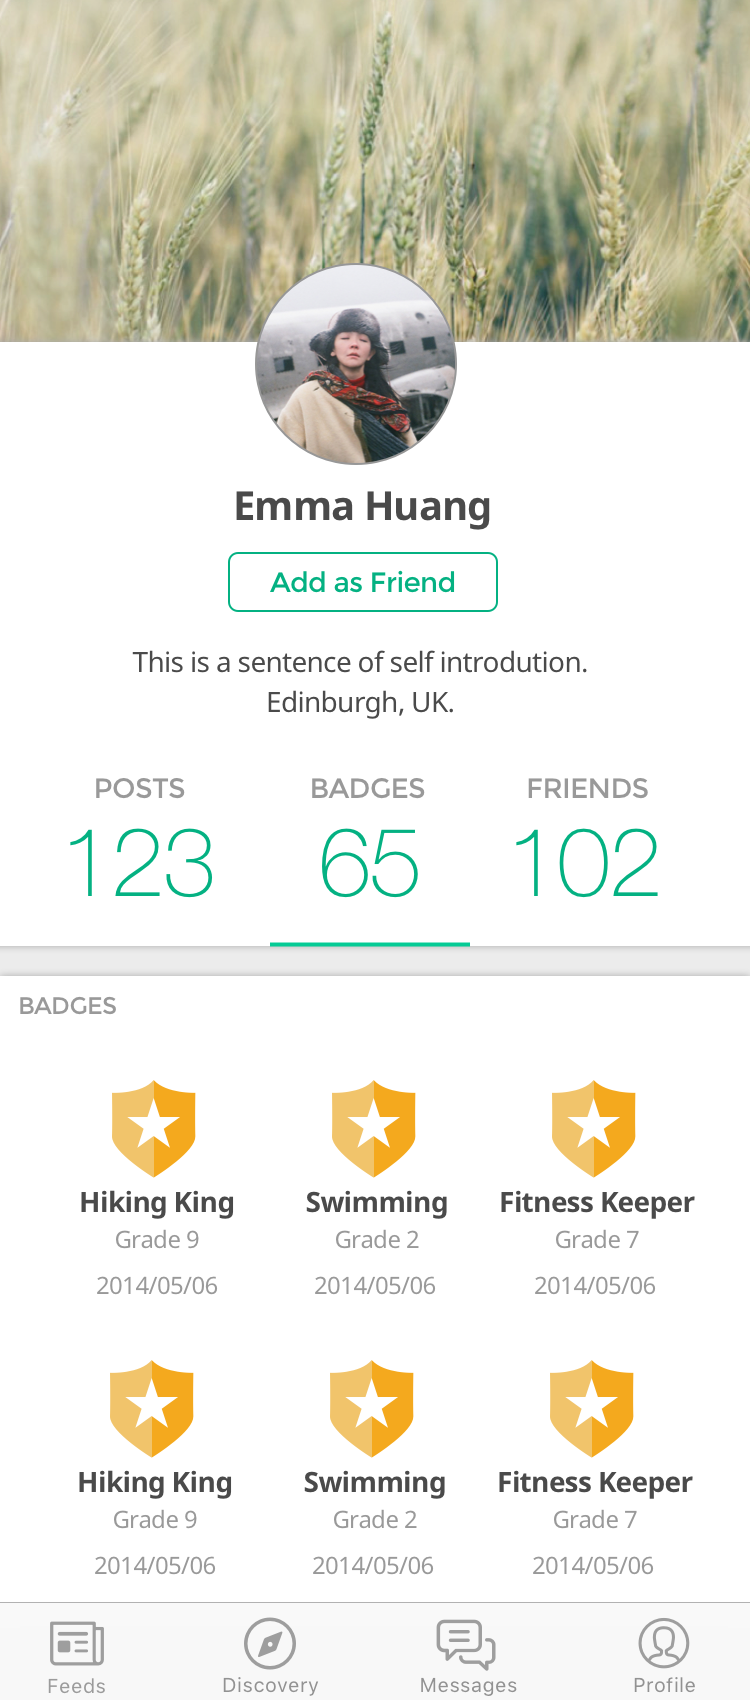 Emma Huang
Add as Friend
This is a sentence of self introdution.
Edinburgh, UK.
POSTS BADGES FRIENDS
123 65 102
BADGES
Hiking King Swimming Fitness Keeper
Grade 9 Grade 2 Grade 7
2014/05/06 2014/05/06 2014/05/06
Hiking King Swimming Fitness Keeper
Grade 9 Grade 2 Grade 7
2014/05/06 2014/05/06 2014/05/06
Feeds Discovery Messages Profile